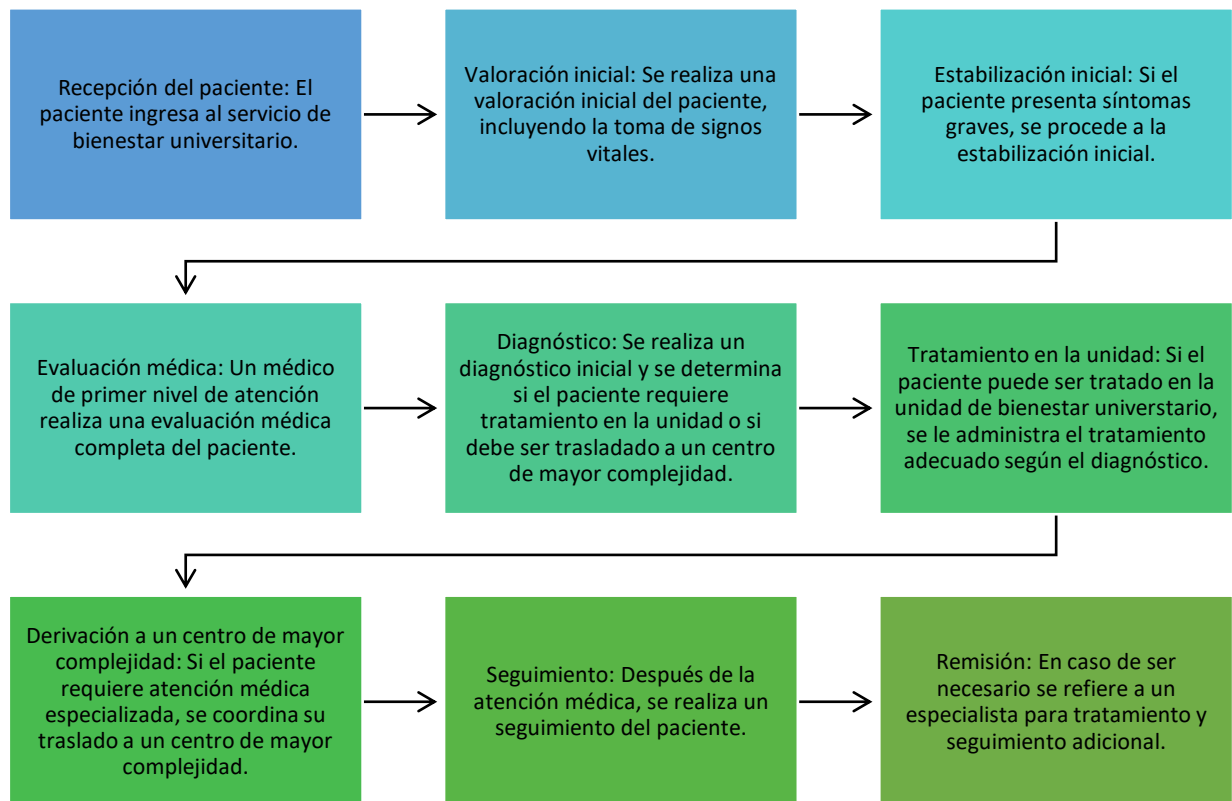 Recepción del paciente: El
paciente ingresa al servicio de
bienestar universitario.
Valoración inicial: Se realiza una
valoración inicial del paciente,
incluyendo la toma de signos
vitales.
Estabilización inicial: Si el
paciente presenta síntomas
graves, se procede a la
estabilización inicial.
Evaluación médica: Un médico
de primer nivel de atención
realiza una evaluación médica
completa del paciente.
Diagnóstico: Se realiza un
diagnóstico inicial y se determina
si el paciente requiere
tratamiento en la unidad o si
debe ser trasladado a un centro
de mayor complejidad.
Tratamiento en la unidad: Si el
paciente puede ser tratado en la
unidad de bienestar universtario,
se le administra el tratamiento
adecuado según el diagnóstico.
Derivación a un centro de mayor
complejidad: Si el paciente
requiere atención médica
especializada, se coordina su
traslado a un centro de mayor
complejidad.
Seguimiento: Después de la
atención médica, se realiza un
seguimiento del paciente.
Remisión: En caso de ser
necesario se refiere a un
especialista para tratamiento y
seguimiento adicional.